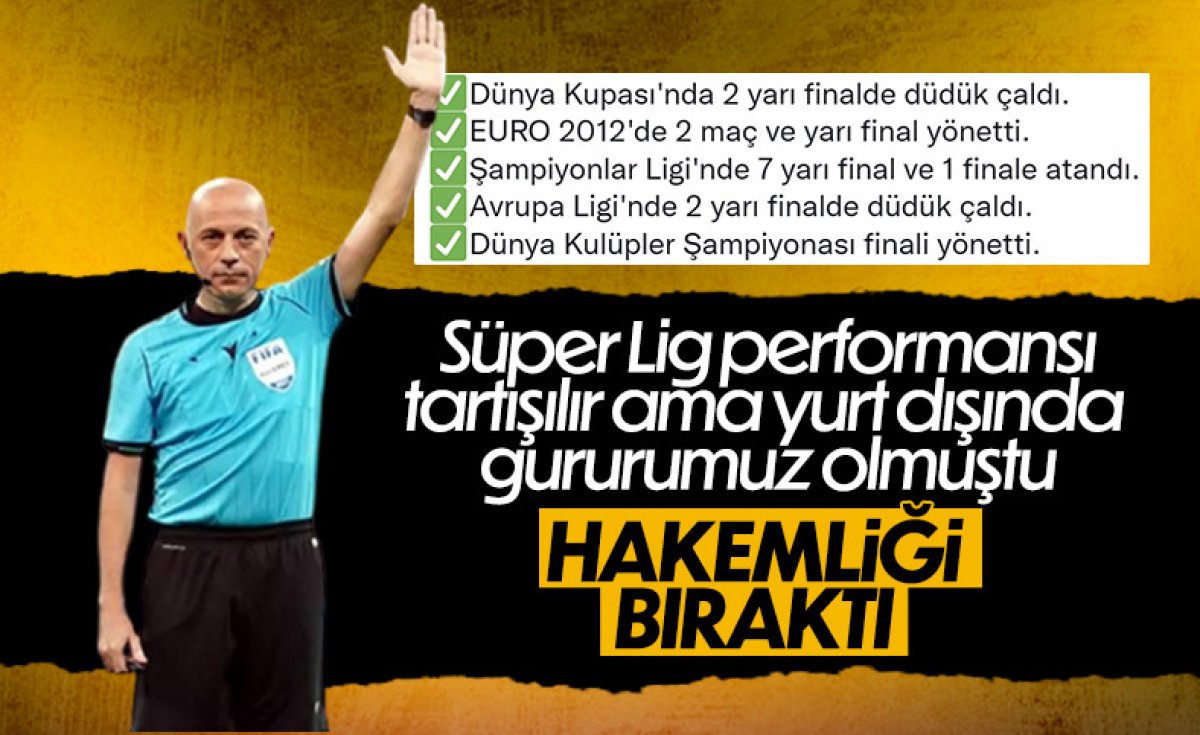 ✅Dünya Kupası'nda 2 yarı finalde düdük çaldı.
✅EURO 2012'de 2 maç ve yarı final yönetti.
✅Şampiyonlar Ligi'nde 7 yarı final ve 1 finale atandı.
✅Avrupa Ligi'nde 2 yarı finalde düdük çaldı.
✅Dünya Kulüpler Şampiyonası finali yönetti.
Süper Lig performansı
tartışılır ama yurt dışında
gururumuz olmuştu
HAKEMLİĞİ
BIRAKTI
FIFA